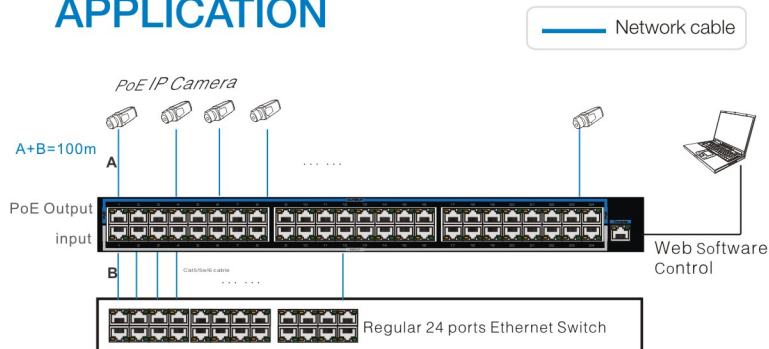 APPLICATION
Network cable
PoE IP Camera
A+B=100m
A
... ...
PoE Output
input
Web Software
Control
B
Cat5/5e/6 cable
... ...
Regular 24 ports Ethernet Switch